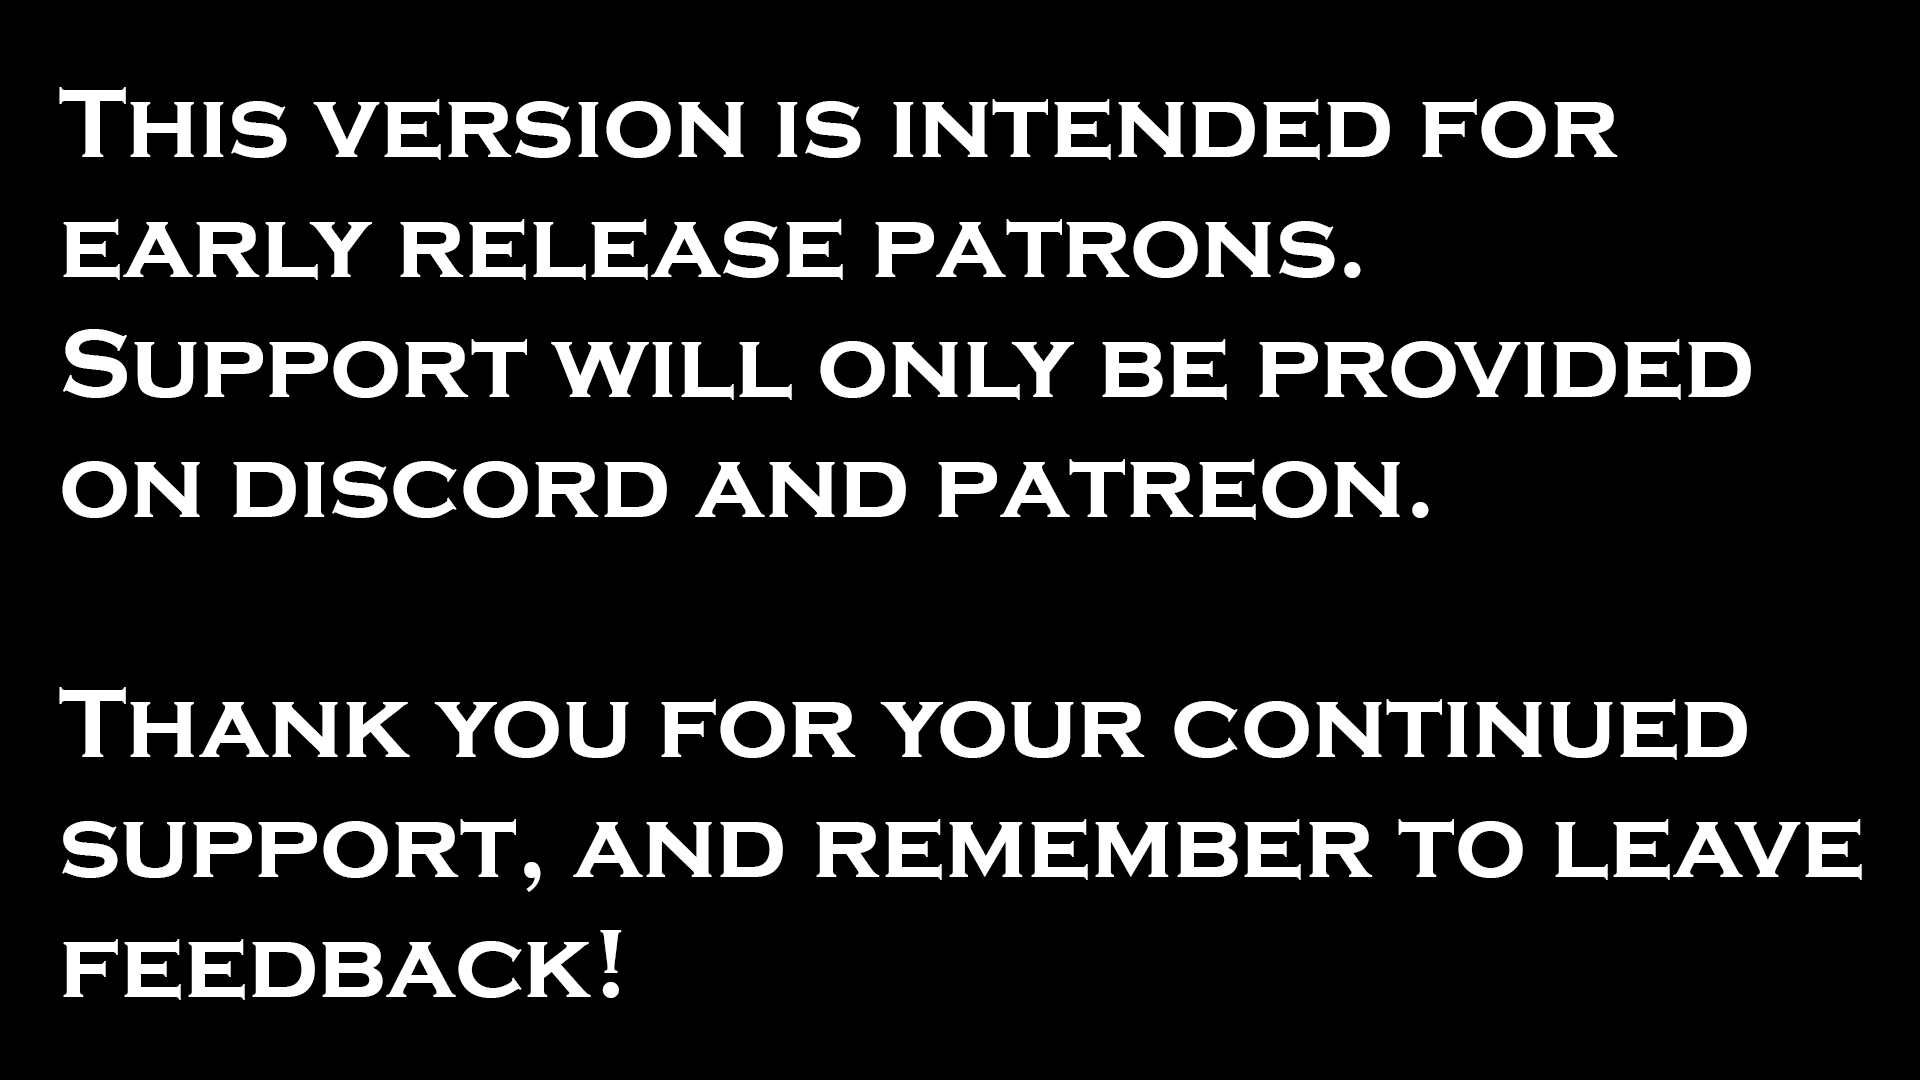 This version is intended for
early release patrons.
Support will only be provided
on discord and patreon.
Thank you for your continued
support, and remember to leave
feedback!